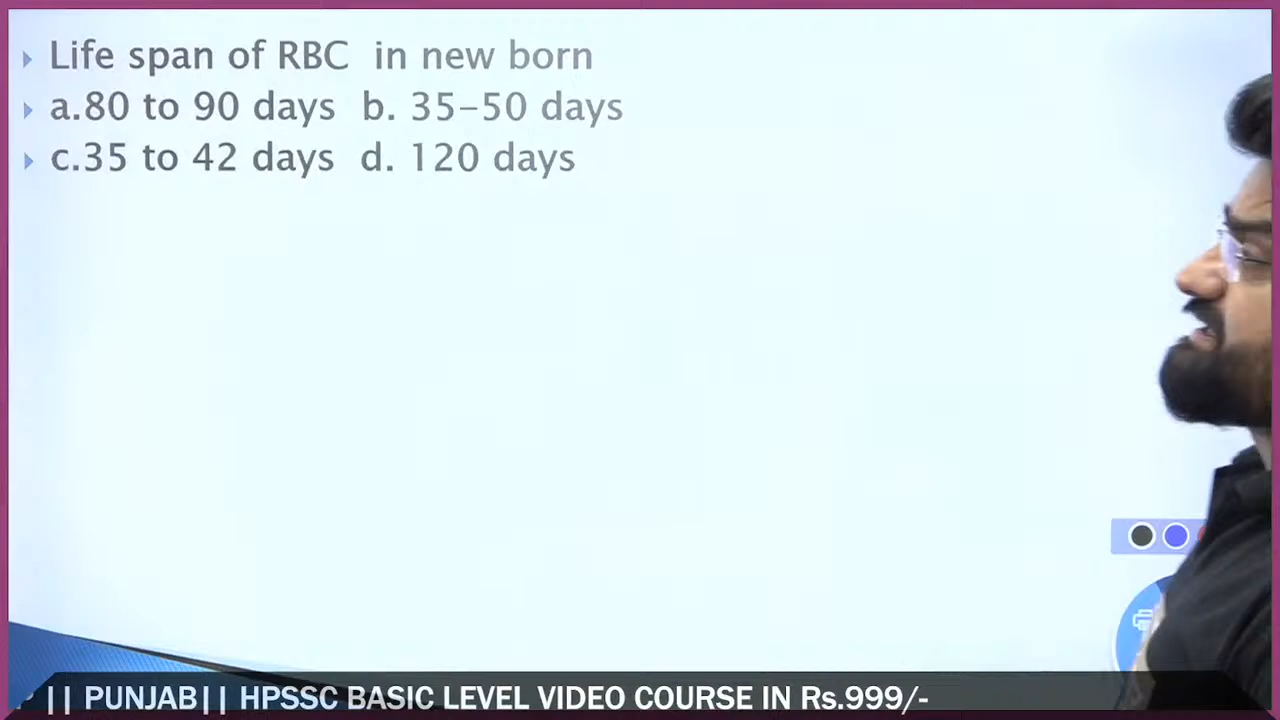 Life span of RBC in new born
a.80 to 90 days b. 35-50 days
c.35 to 42 days d. 120 days
|| PUNJAB|| HPSSC BASIC LEVEL VIDEO COURSE IN Rs.999/-